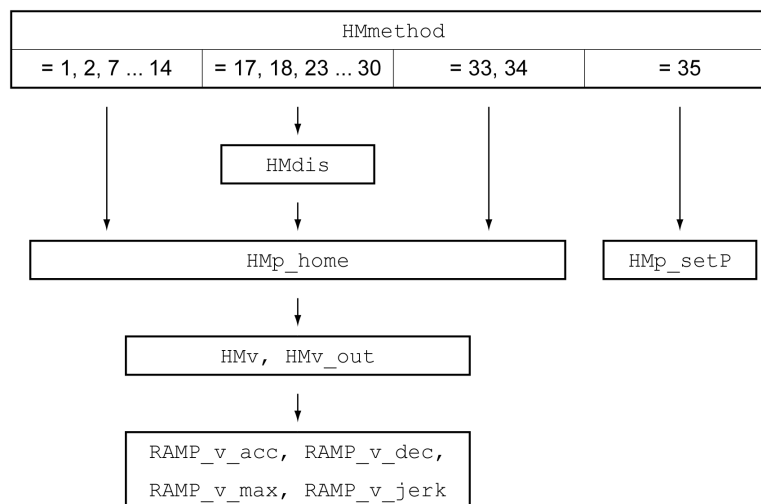 HMmethod
= 1, 2, 7 ... 14 = 17, 18, 23 ... 30 = 33, 34 = 35
HMdis
HMp_home HMp_setP
HMv, HMv_out
RAMP_v_acc, RAMP_v_dec,
RAMP_v_max, RAMP_v_jerk